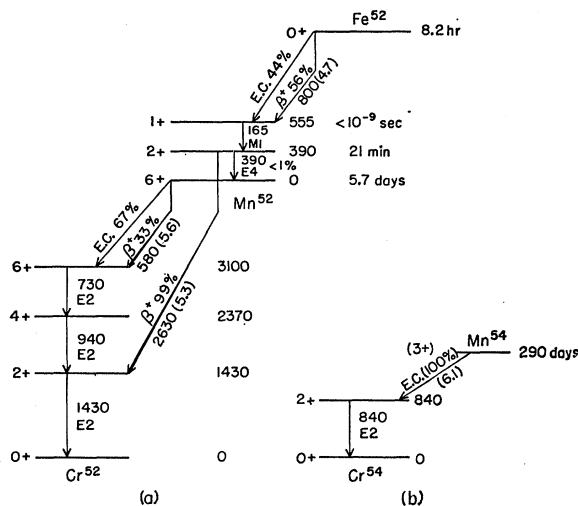 Fe52
0+ 8.2 hr
E.C. 44%
β+ 56%
800(4.7)
1+ 555 <10-9 sec
165
M1
2+ 390 21 min
390 <1%
E4
6+ 0 5.7 days
Mn52
E.C. 67%
β+ 33%
580(5.6)
β+ 99%
2630(5.3)
6+ 3100
730
E2
4+ 2370
940
E2
2+ 1430
1430
E2
0+ 0
Cr52
(a)
Mn54
(3+) 290 days
E.C.(100%)
(6.1)
2+ 840
840
E2
0+ 0
Cr54
(b)